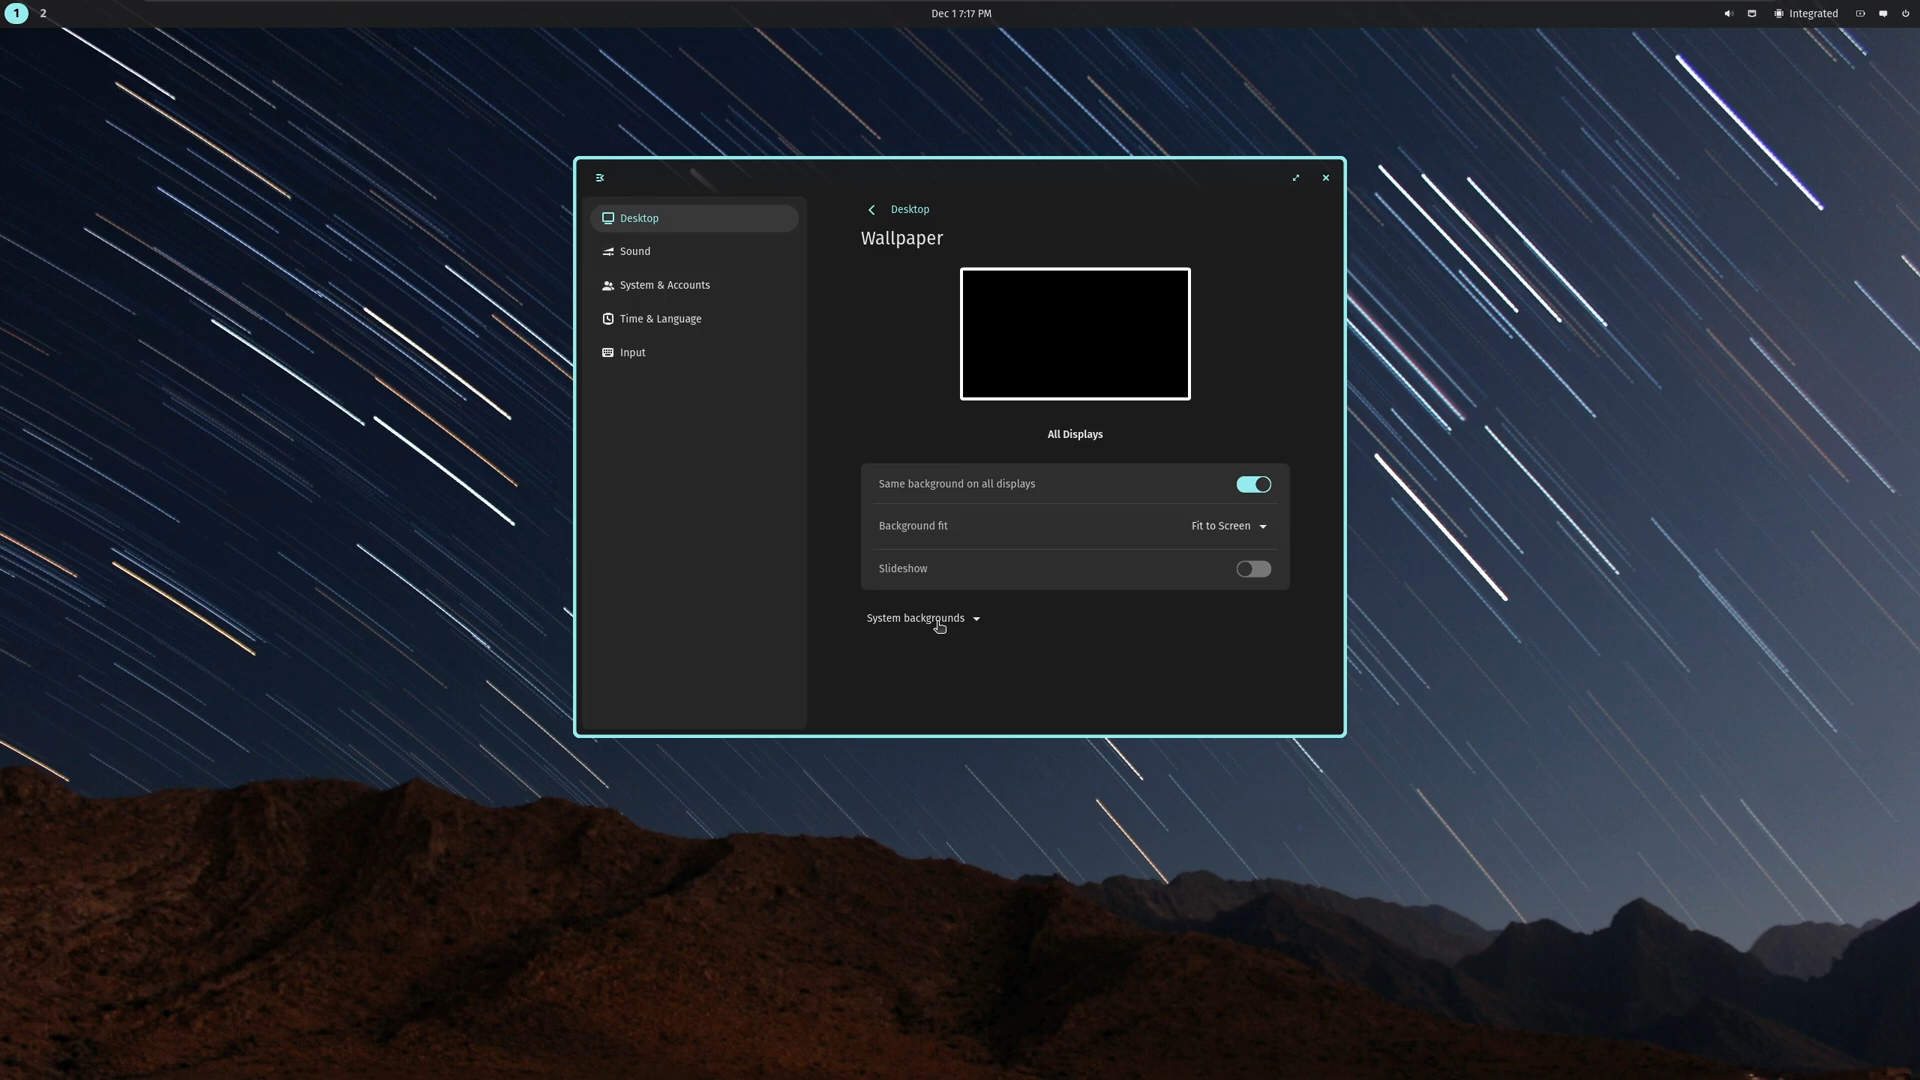 1 2
Dec 1 7:17 PM
Integrated
Desktop
Sound
System & Accounts
Time & Language
Input
Desktop
Wallpaper
All Displays
Same background on all displays
Background fit
Fit to Screen
Slideshow
System backgrounds